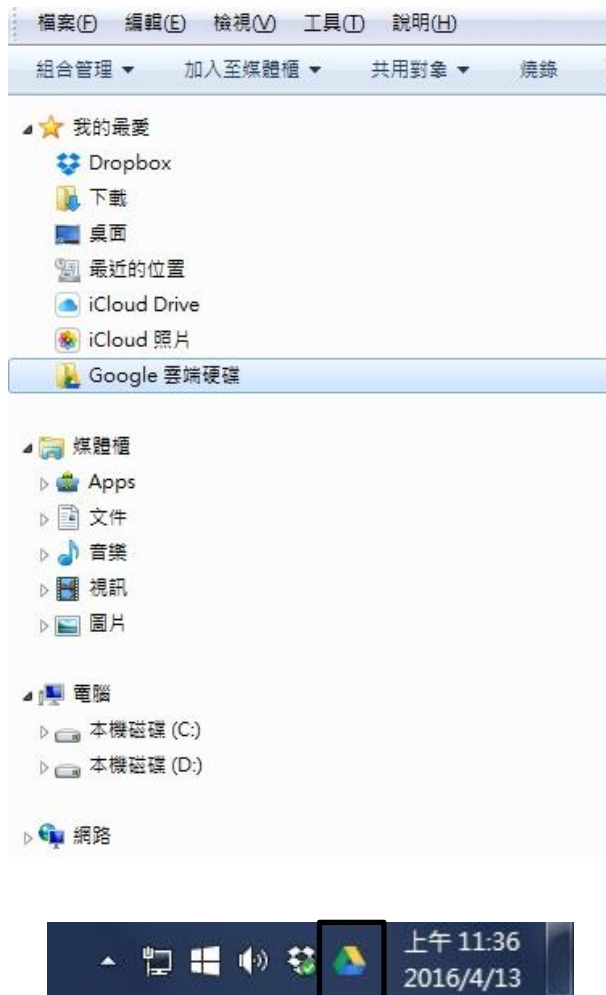 檔案(F) 編輯(E) 檢視(V) 工具(T) 說明(H)
組合管理 ▼ 加入至媒體櫃 ▼ 共用對象 ▼ 燒錄
我的最愛
Dropbox
下載
桌面
最近的位置
iCloud Drive
iCloud 照片
Google 雲端硬碟
媒體櫃
Apps
文件
音樂
視訊
圖片
電腦
本機磁碟 (C:)
本機磁碟 (D:)
網路
上午 11:36
2016/4/13